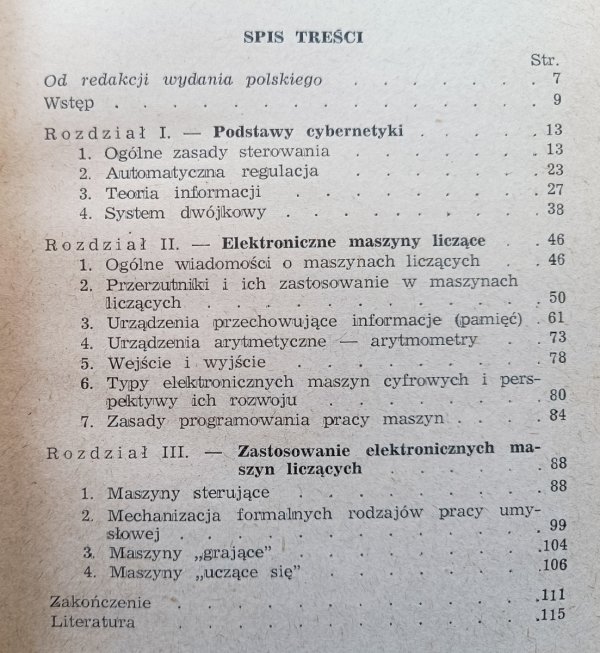 SPIS TREŚCI
Str.
Od redakcji wydania polskiego . . . . . . . 7
Wstęp . . . . . . . . . . . . . 9
Rozdział I. — Podstawy cybernetyki . . . . . 13
1. Ogólne zasady sterowania . . . . . . . 13
2. Automatyczna regulacja . . . . . . . 23
3. Teoria informacji . . . . . . . . 27
4. System dwójkowy . . . . . . . . 38
Rozdział II. — Elektroniczne maszyny liczące . . 46
1. Ogólne wiadomości o maszynach liczących . . 46
2. Przerzutniki i ich zastosowanie w maszynach
liczących . . . . . . . . . . . 50
3. Urządzenia przechowujące informacje (pamięć) . 61
4. Urządzenia arytmetyczne — arytmometry . . 73
5. Wejście i wyjście . . . . . . . . 78
6. Typy elektronicznych maszyn cyfrowych i pers-
pektywy ich rozwoju . . . . . . . 80
7. Zasady programowania pracy maszyn . . . . 84
Rozdział III. — Zastosowanie elektronicznych ma-
szyn liczących . . . . . 88
1. Maszyny sterujące . . . . . . . . 88
2. Mechanizacja formalnych rodzajów pracy umy-
słowej . . . . . . . . . . . . 99
3. Maszyny „grające” . . . . . . . . 104
4. Maszyny „uczące się” . . . . . . . 106
Zakończenie . . . . . . . . . . . 111
Literatura . . . . . . . . . . . . 115